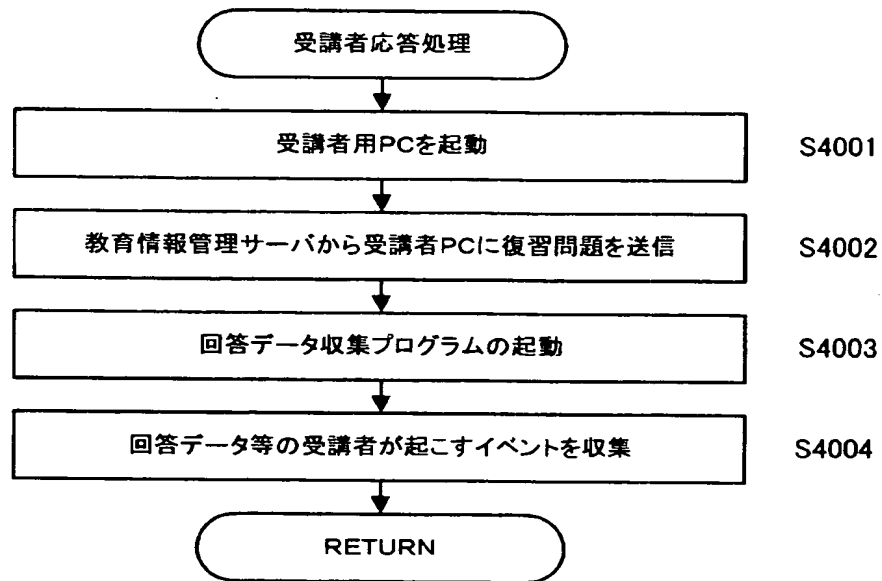 受講者応答処理
受講者用PCを起動
S4001
教育情報管理サーバから受講者PCに復習問題を送信
S4002
回答データ収集プログラムの起動
S4003
回答データ等の受講者が起こすイベントを収集
S4004
RETURN